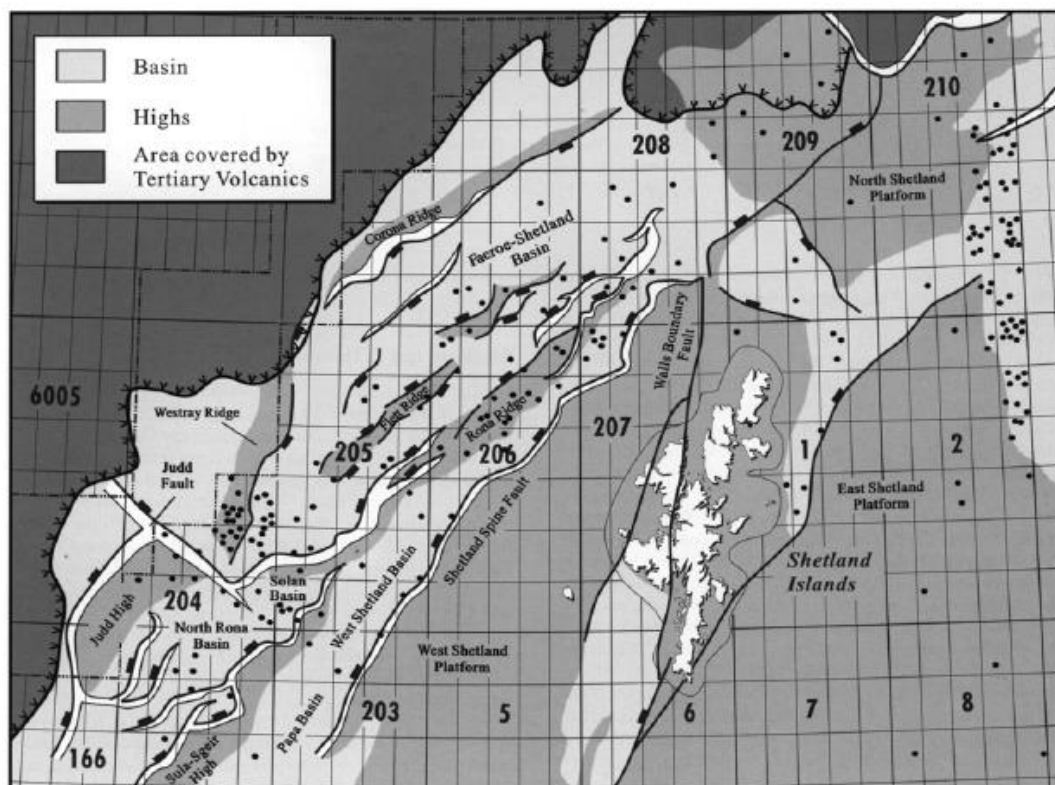 Basin
Highs
Area covered by
Tertiary Volcanics
210
208
209
North Shetland
Platform
Corona Ridge
Faeroe-Shetland
Basin
Walls Boundary
Fault
6005
Westray Ridge
Flett Ridge
Rona Ridge
205
206
207
1
2
Judd
Fault
East Shetland
Platform
Shetland Spine Fault
Shetland
Islands
Solan
Basin
West Shetland Basin
204
Judd High
North Rona
Basin
West Shetland
Platform
Papa Basin
203
5
6
7
8
166
Sula-Sgeir
High